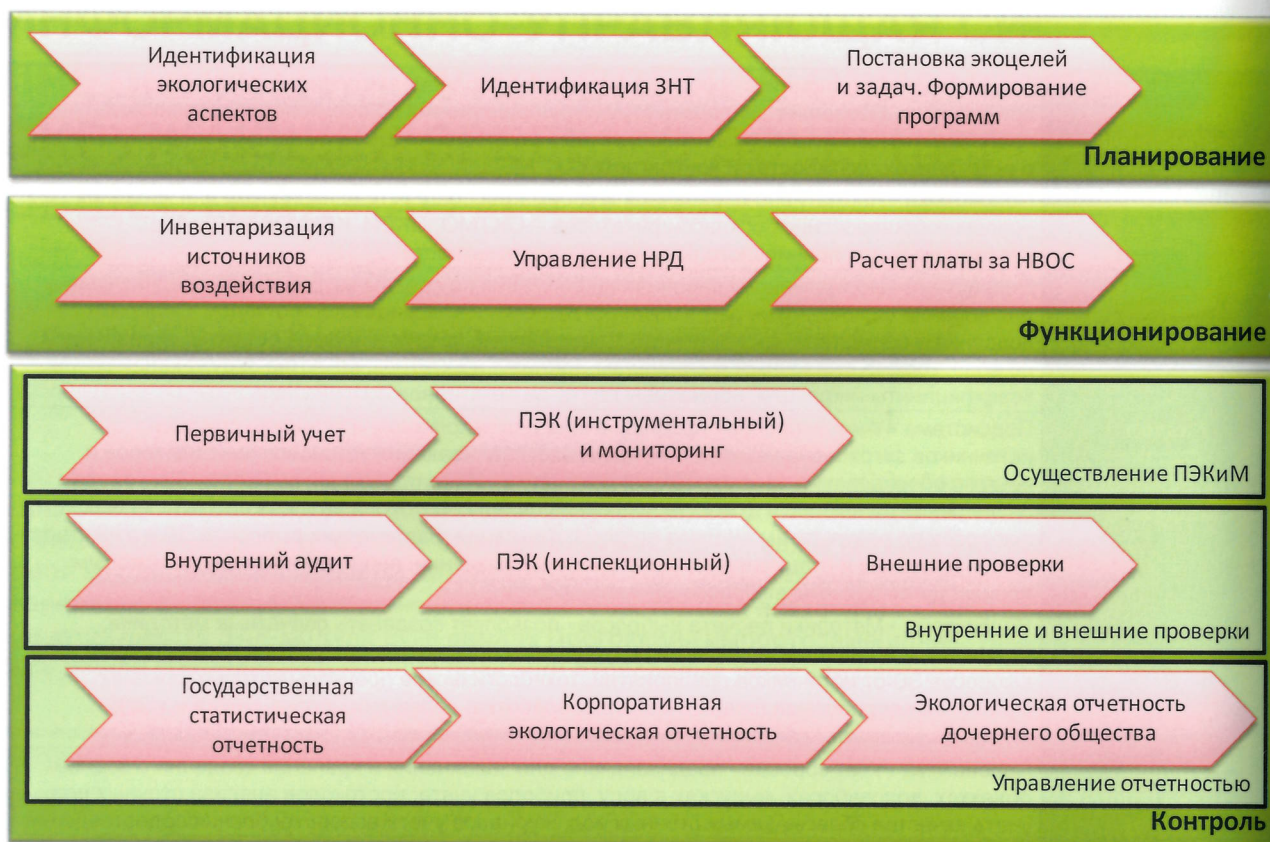 Идентификация
экологических
аспектов
Идентификация ЗНТ
Постановка экоцелей
и задач. Формирование
программ
Планирование
Инвентаризация
источников
воздействия
Управление НРД
Расчет платы за НВОС
Функционирование
Первичный учет
ПЭК (инструментальный)
и мониторинг
Осуществление ПЭКиМ
Внутренний аудит
ПЭК (инспекционный)
Внешние проверки
Внутренние и внешние проверки
Государственная
статистическая
отчетность
Корпоративная
экологическая отчетность
Экологическая отчетность
дочернего общества
Управление отчетностью
Контроль